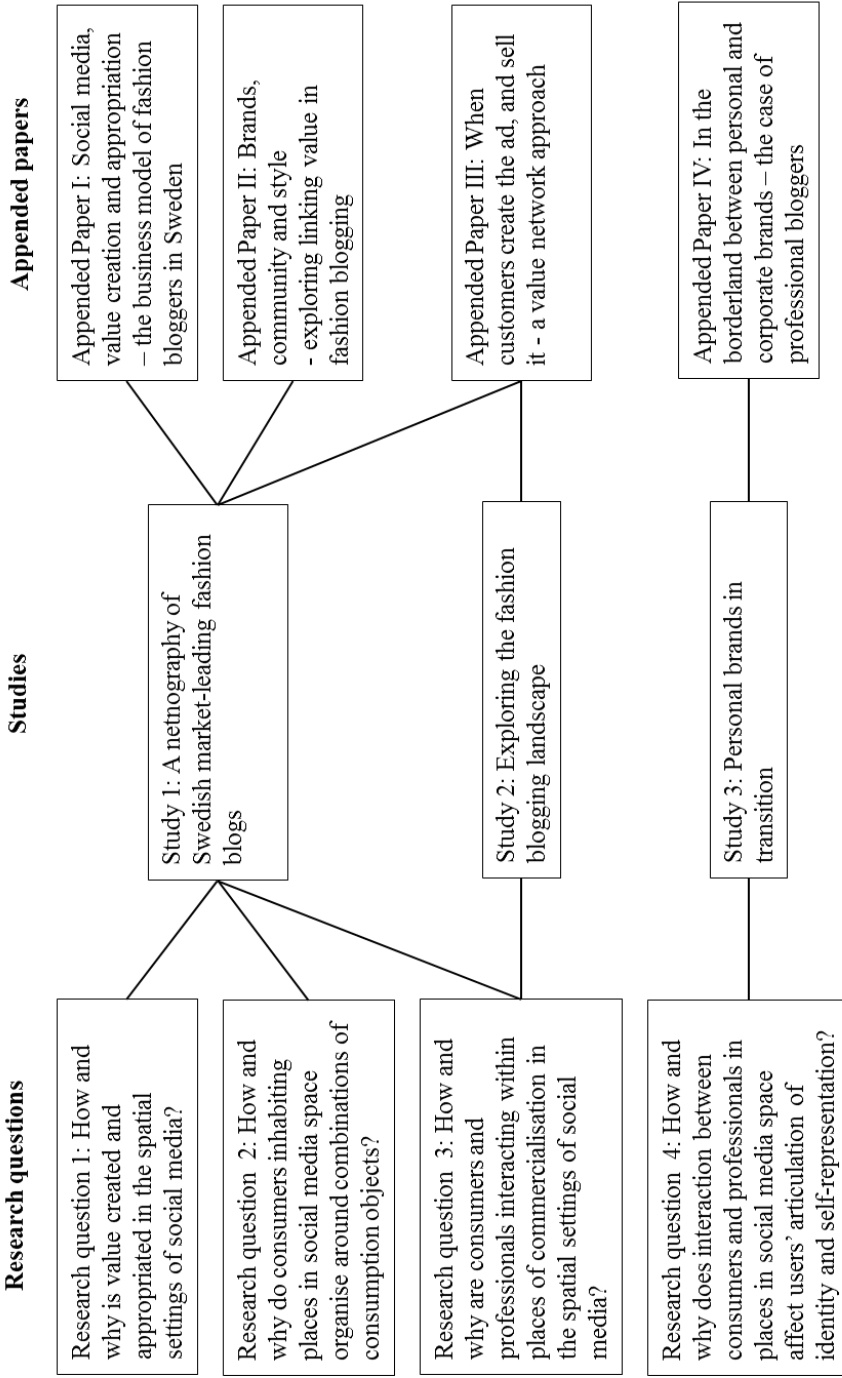 Research questions
Studies
Appended papers
Research question 1: How and
why is value created and
appropriated in the spatial
settings of social media?
Research question 2: How and
why do consumers inhabiting
places in social media space
organise around combinations of
consumption objects?
Research question 3: How and
why are consumers and
professionals interacting within
places of commercialisation in
the spatial settings of social
media?
Research question 4: How and
why does interaction between
consumers and professionals in
places in social media space
affect users’ articulation of
identity and self-representation?
Study 1: A netnography of
Swedish market-leading fashion
blogs
Study 2: Exploring the fashion
blogging landscape
Study 3: Personal brands in
transition
Appended Paper I: Social media,
value creation and appropriation
– the business model of fashion
bloggers in Sweden
Appended Paper II: Brands,
community and style
- exploring linking value in
fashion blogging
Appended Paper III: When
customers create the ad, and sell
it - a value network approach
Appended Paper IV: In the
borderland between personal and
corporate brands – the case of
professional bloggers